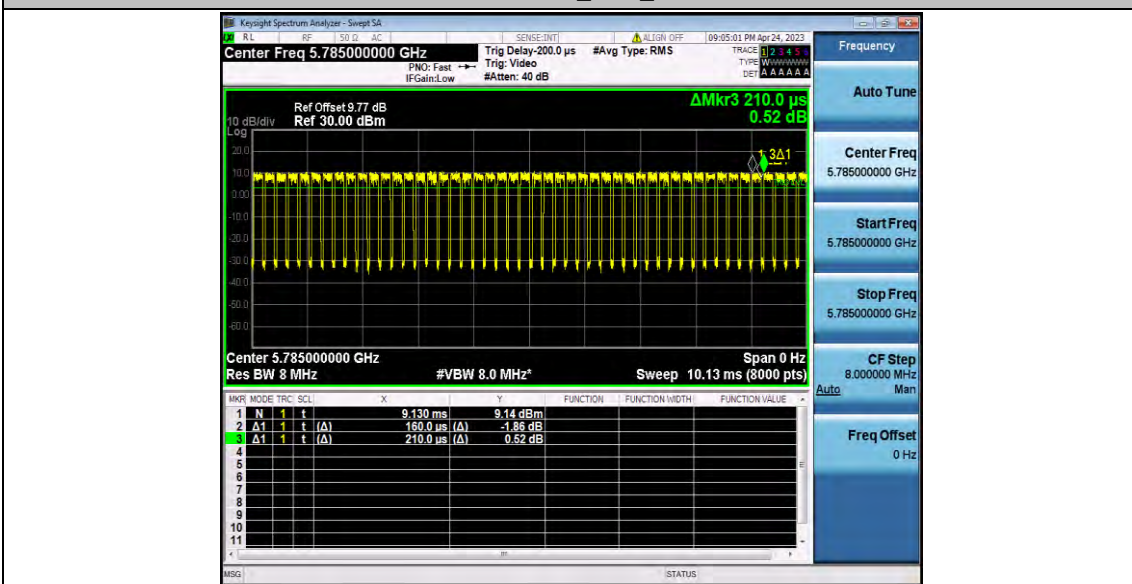 Keysight Spectrum Analyzer - Swept SA
RL RF 50 Ω AC SENSE:INT ALIGN OFF 09:05:01 PM Apr 24, 2023
Center Freq 5.785000000 GHz
PNO: Fast
IFGain:Low
Trig Delay-200.0 µs
Trig: Video
#Atten: 40 dB
#Avg Type: RMS
TRACE 1 2 3 4 5 6
TYPE
DET A A A A A A
Frequency
Auto Tune
Center Freq
5.785000000 GHz
Start Freq
5.785000000 GHz
Stop Freq
5.785000000 GHz
CF Step
8.000000 MHz
Auto Man
Freq Offset
0 Hz
10 dB/div
Log
Ref Offset 9.77 dB
Ref 30.00 dBm
ΔMkr3 210.0 µs
0.52 dB
20.0
10.0
0.00
-10.0
-20.0
-30.0
-40.0
-50.0
-60.0
3Δ1
Center 5.785000000 GHz
Res BW 8 MHz
#VBW 8.0 MHz*
Span 0 Hz
Sweep 10.13 ms (8000 pts)
MKR MODE TRC SCL X Y FUNCTION FUNCTION WIDTH FUNCTION VALUE
1 N 1 t 9.130 ms 9.14 dBm
2 Δ1 1 t (Δ) 160.0 µs (Δ) -1.86 dB
3 Δ1 1 t (Δ) 210.0 µs (Δ) 0.52 dB
4
5
6
7
8
9
10
11
MSG STATUS